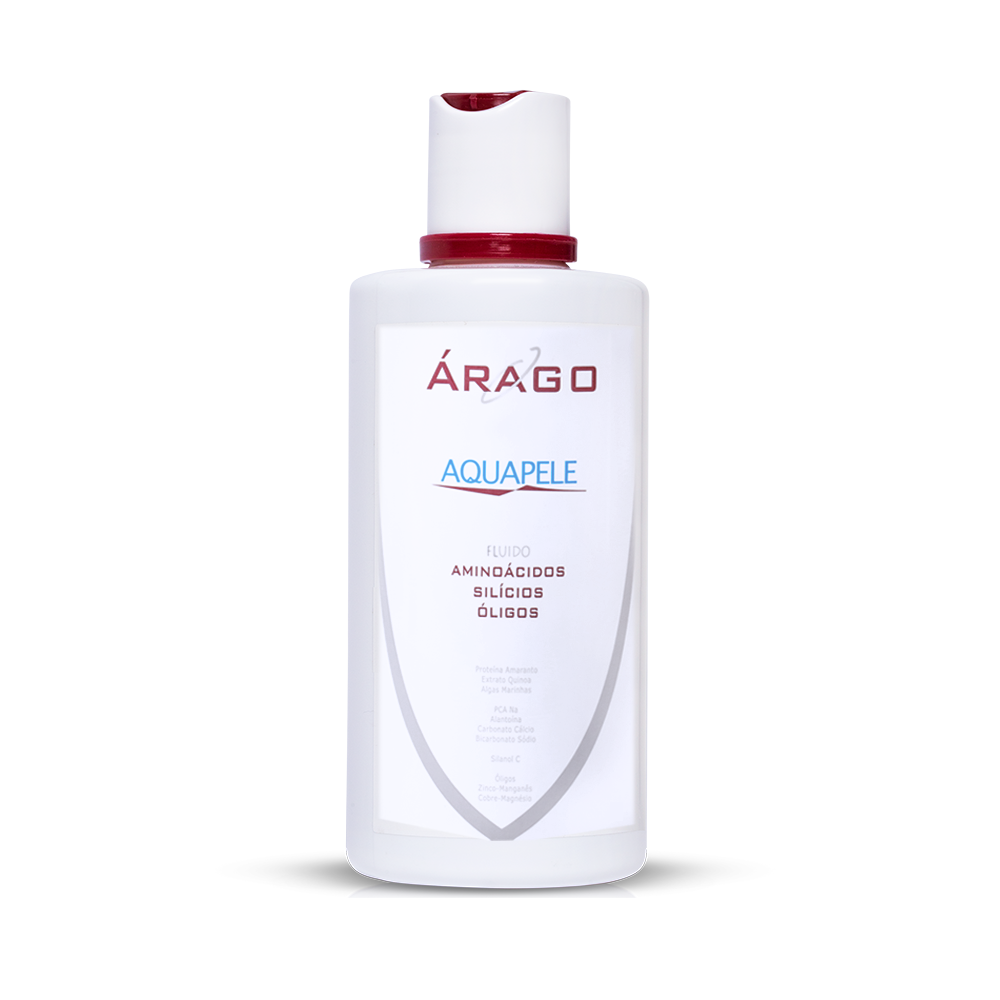 ÁRAGO
AQUAPELE
FLUIDO
AMINOÁCIDOS
SILÍCIOS
ÓLIGOS
Proteína Amaranto
Extrato Quinoa
Algas Marinhas
PCA Na
Alantoína
Carbonato Cálcio
Bicarbonato Sódio
Silanol C
Óligos
Zinco-Manganês
Cobre-Magnésio